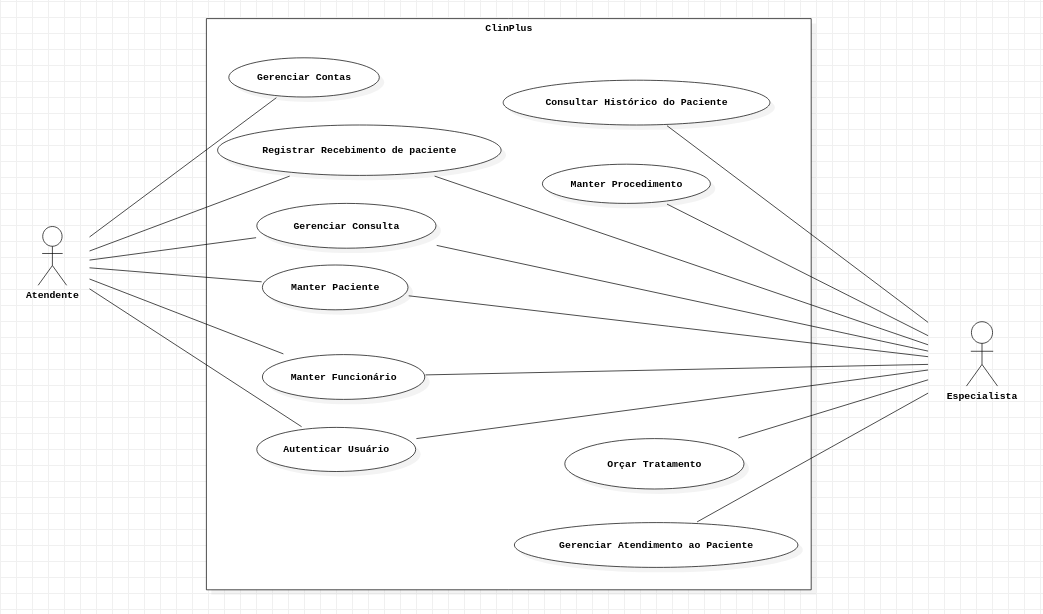 ClinPlus
Gerenciar Contas
Consultar Histórico do Paciente
Registrar Recebimento de paciente
Manter Procedimento
Gerenciar Consulta
Manter Paciente
Atendente
Manter Funcionário
Especialista
Autenticar Usuário
Orçar Tratamento
Gerenciar Atendimento ao Paciente